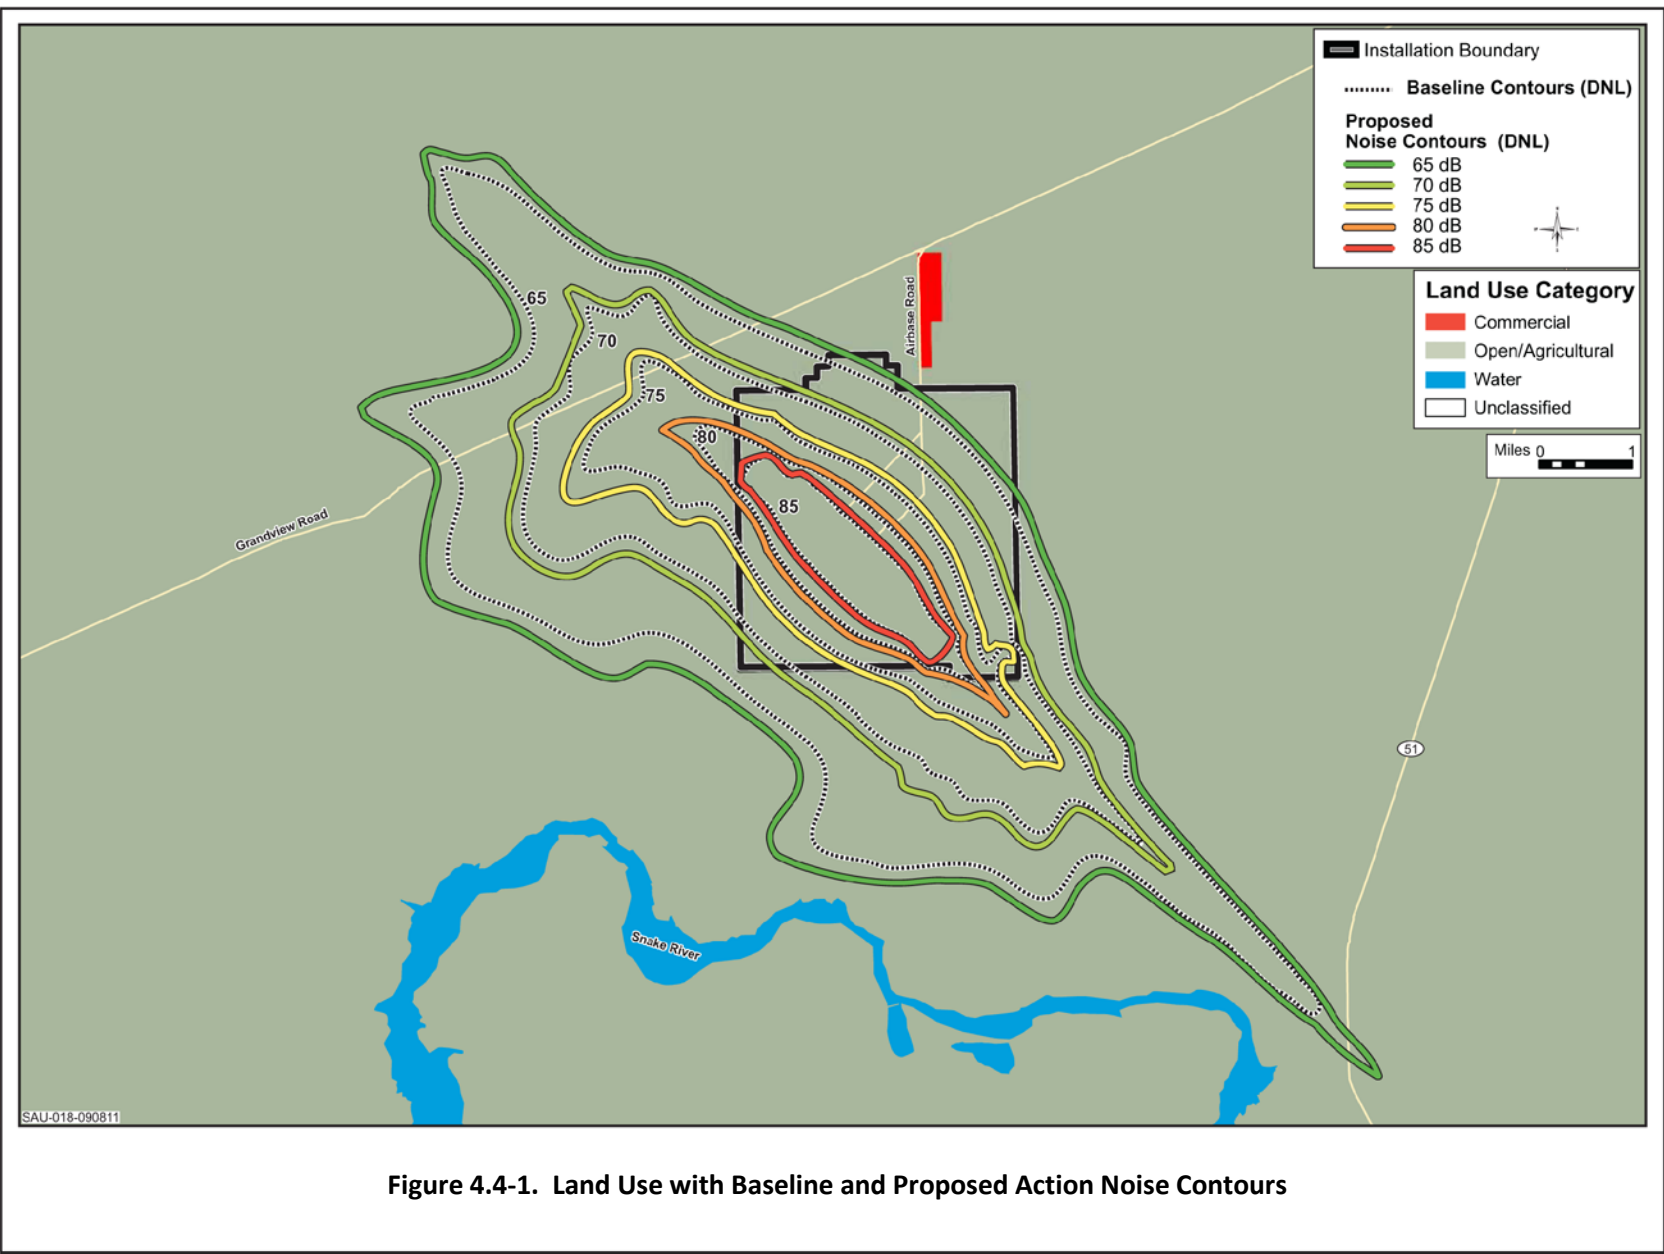 Installation Boundary
Baseline Contours (DNL)
Proposed
Noise Contours (DNL)
65 dB
70 dB
75 dB
80 dB
85 dB
Land Use Category
Commercial
Open/Agricultural
Water
Unclassified
Miles 0 1
65
70
75
80
85
Airbase Road
Grandview Road
51
Snake River
SAU-018-090811
Figure 4.4-1. Land Use with Baseline and Proposed Action Noise Contours